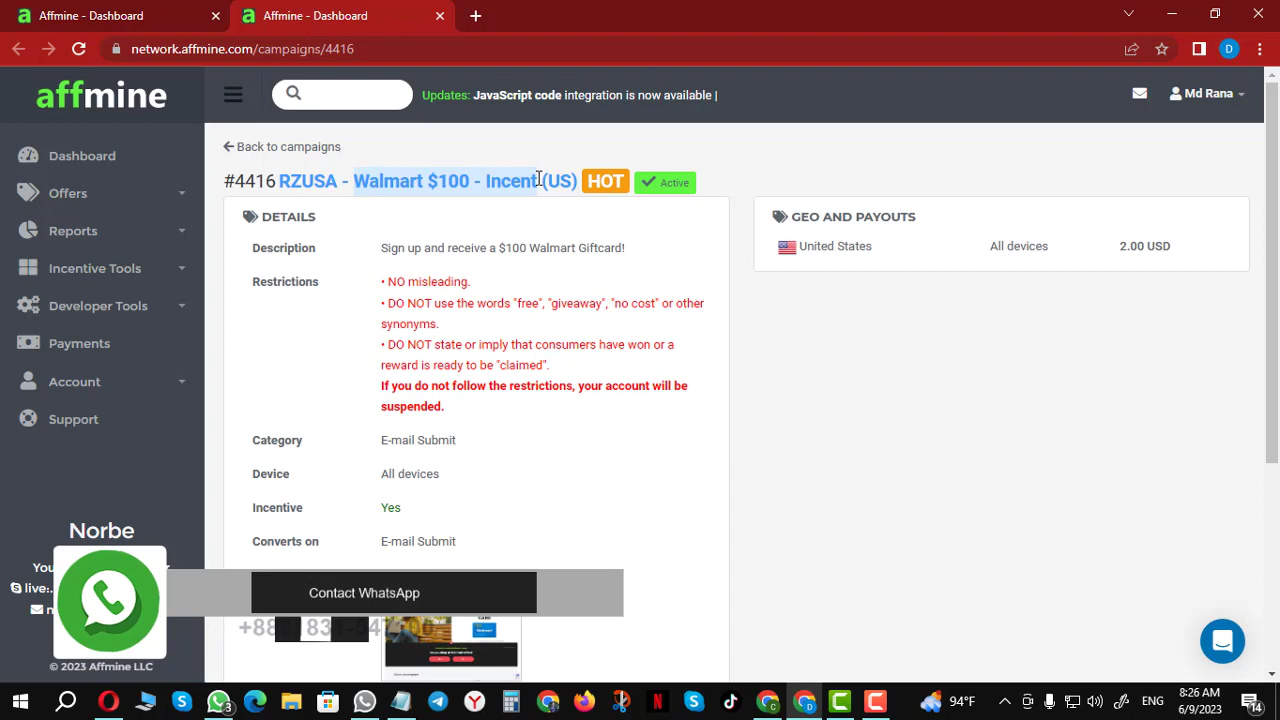 Affmine - Dashboard
Affmine - Dashboard
network.affmine.com/campaigns/4416
D
affmine
Updates: JavaScript code integration is now available |
Md Rana
Dashboard
Offers
Reports
Incentive Tools
Developer Tools
Payments
Account
Support
Norbe
You
live:.
© 2023 Affmine LLC
Back to campaigns
#4416 RZUSA - Walmart $100 - Incent (US) HOT Active
DETAILS
Description Sign up and receive a $100 Walmart Giftcard!
Restrictions • NO misleading.
• DO NOT use the words "free", "giveaway", "no cost" or other
synonyms.
• DO NOT state or imply that consumers have won or a
reward is ready to be "claimed".
If you do not follow the restrictions, your account will be
suspended.
Category E-mail Submit
Device All devices
Incentive Yes
Converts on E-mail Submit
GEO AND PAYOUTS
United States All devices 2.00 USD
Contact WhatsApp
3
94°F
ENG
8:26 AM
6/9/2023
14